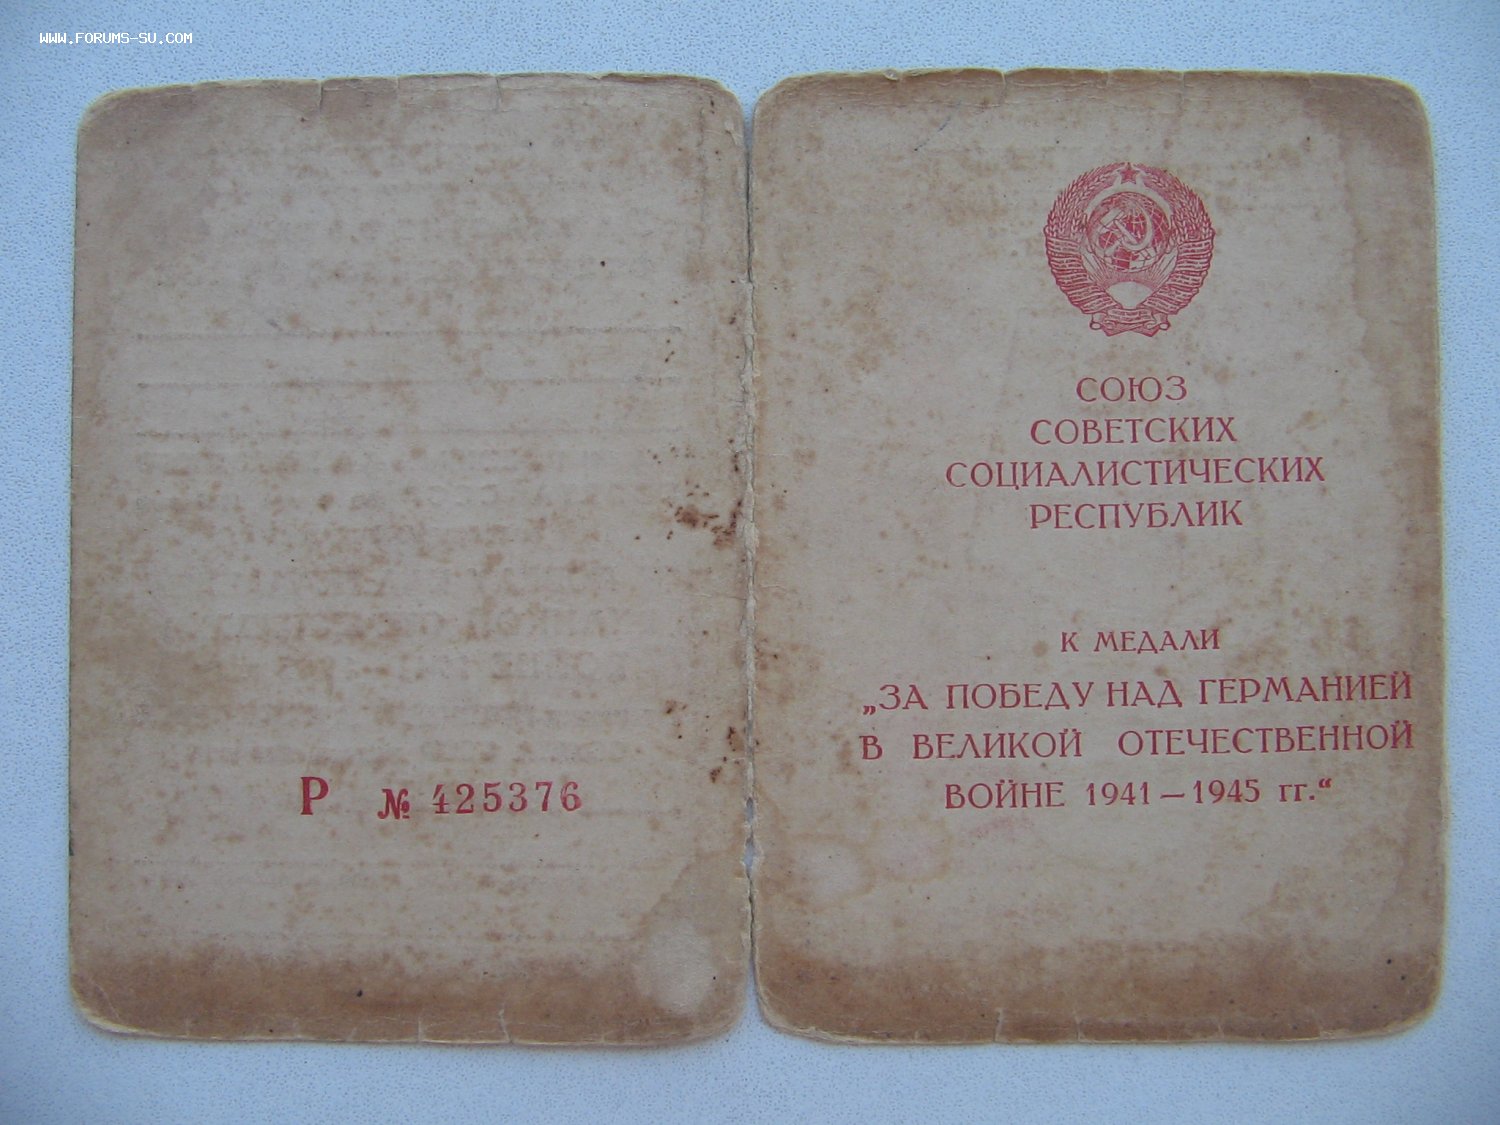 WWW.FORUMS-SU.COM
Р № 425376
СОЮЗ
СОВЕТСКИХ
СОЦИАЛИСТИЧЕСКИХ
РЕСПУБЛИК
К МЕДАЛИ
„ЗА ПОБЕДУ НАД ГЕРМАНИЕЙ
В ВЕЛИКОЙ ОТЕЧЕСТВЕННОЙ
ВОЙНЕ 1941—1945 гг.“